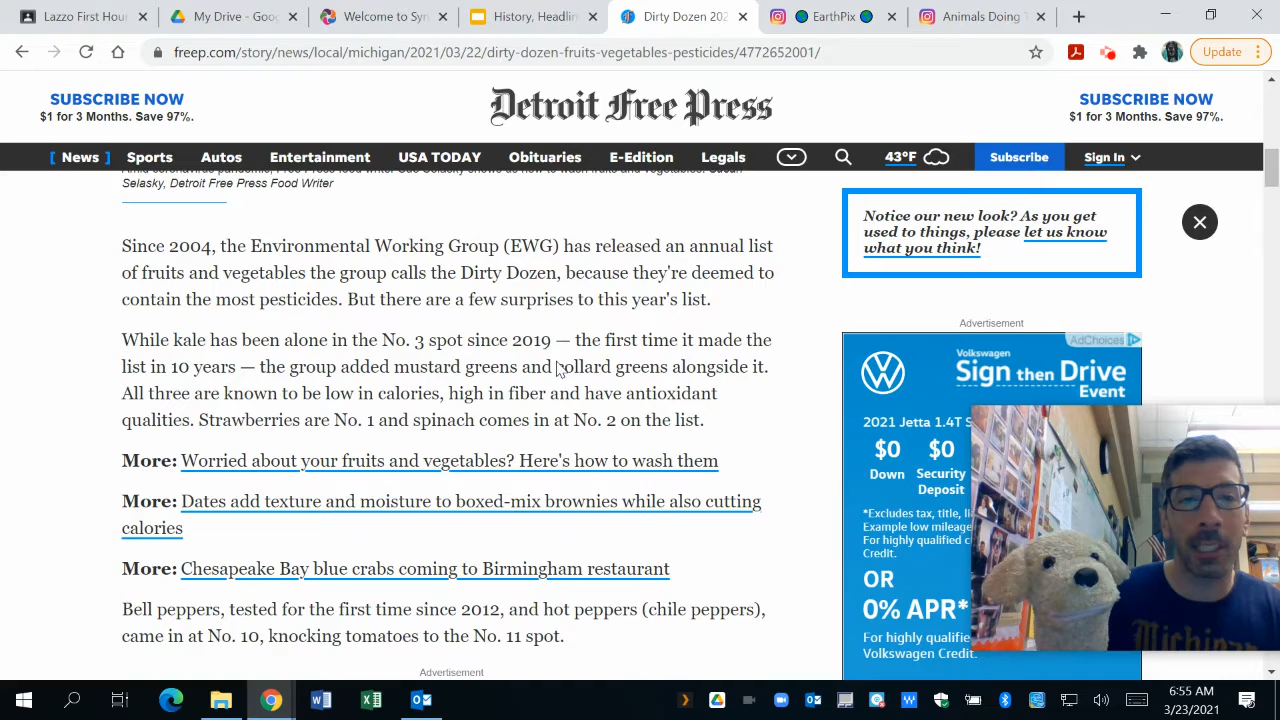 Lazzo First Hou
My Drive - Goo
Welcome to Syn
History, Headlin
Dirty Dozen 202
EarthPix
Animals Doing
freep.com/story/news/local/michigan/2021/03/22/dirty-dozen-fruits-vegetables-pesticides/4772652001/
Update
SUBSCRIBE NOW
$1 for 3 Months. Save 97%.
Detroit Free Press
SUBSCRIBE NOW
$1 for 3 Months. Save 97%.
[ News ] Sports Autos Entertainment USA TODAY Obituaries E-Edition Legals 43°F Subscribe Sign In
Selasky, Detroit Free Press Food Writer
Since 2004, the Environmental Working Group (EWG) has released an annual list
of fruits and vegetables the group calls the Dirty Dozen, because they're deemed to
contain the most pesticides. But there are a few surprises to this year's list.
While kale has been alone in the No. 3 spot since 2019 — the first time it made the
list in 10 years — the group added mustard greens and collard greens alongside it.
All three are known to be low in calories, high in fiber and have antioxidant
qualities. Strawberries are No. 1 and spinach comes in at No. 2 on the list.
More: Worried about your fruits and vegetables? Here's how to wash them
More: Dates add texture and moisture to boxed-mix brownies while also cutting
calories
More: Chesapeake Bay blue crabs coming to Birmingham restaurant
Bell peppers, tested for the first time since 2012, and hot peppers (chile peppers),
came in at No. 10, knocking tomatoes to the No. 11 spot.
Advertisement
Notice our new look? As you get
used to things, please let us know
what you think!
Advertisement
AdChoices
Volkswagen
Sign then Drive
Event
2021 Jetta 1.4T S
$0 $0
Down Security
Deposit
*Excludes tax, title, li
Example low mileage
For highly qualified c
Credit.
OR
0% APR*
For highly qualifie
Volkswagen Credit.
Michigan
6:55 AM
3/23/2021